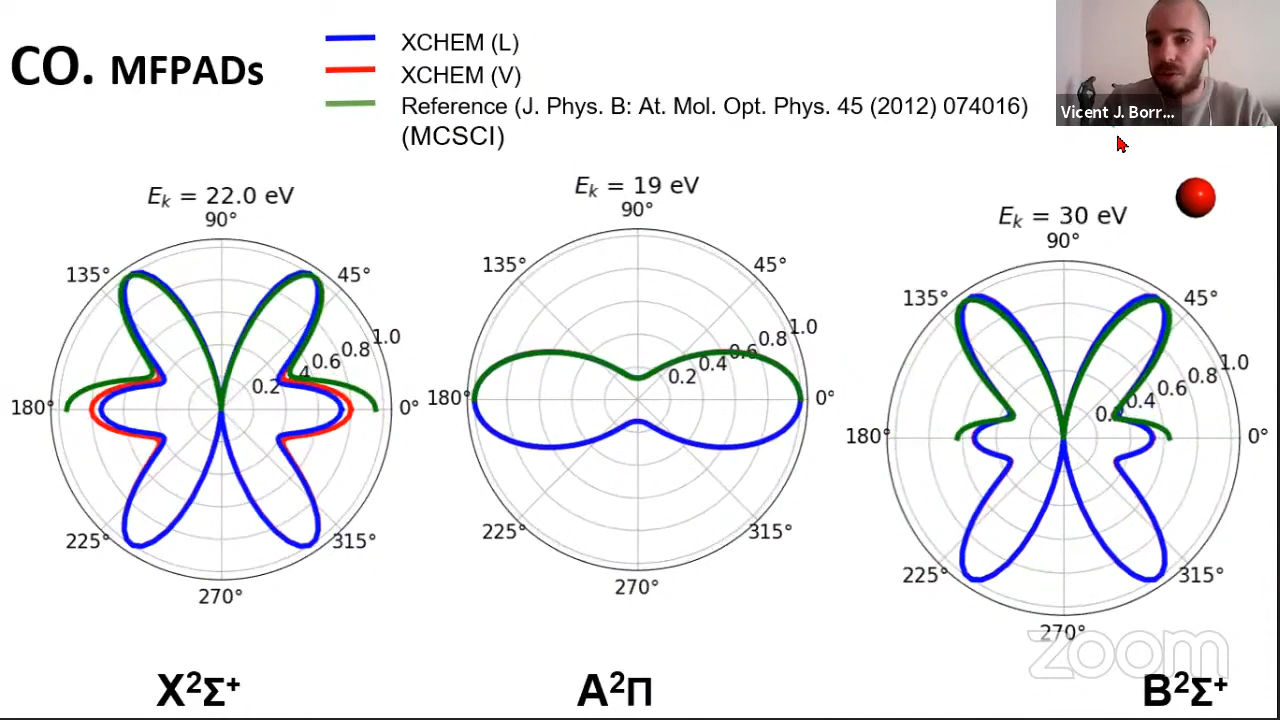 CO. MFPADs
XCHEM (L)
XCHEM (V)
Reference (J. Phys. B: At. Mol. Opt. Phys. 45 (2012) 074016)
(MCSCI)
Vicent J. Borr...
E_k = 22.0 eV
90°
135°
45°
1.0
0.8
0.6
4
0.2
180°
0°
225°
315°
270°
E_k = 19 eV
90°
135°
45°
1.0
0.8
0.6
0.4
0.2
180°
0°
225°
315°
270°
E_k = 30 eV
90°
135°
45°
1.0
0.8
0.6
0.4
180°
0°
225°
315°
270°
zoom
X²Σ⁺
A²Π
B²Σ⁺